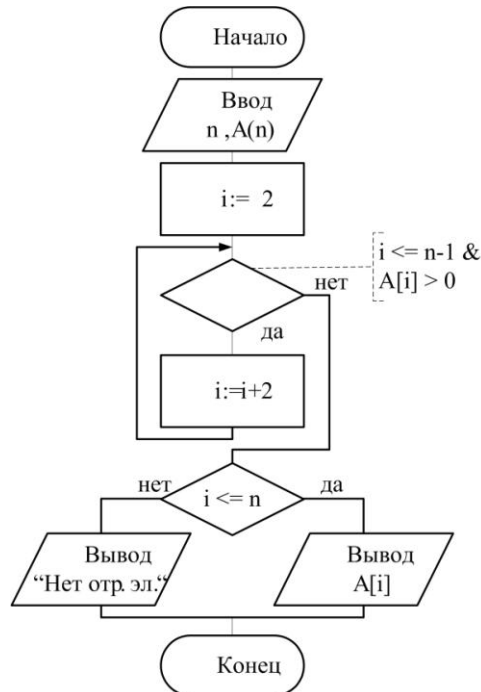 Начало
Ввод
n ,A(n)
i:= 2
i <= n-1 &
A[i] > 0
нет
да
i:=i+2
нет
i <= n
да
Вывод
“Нет отр. эл.“
Вывод
A[i]
Конец